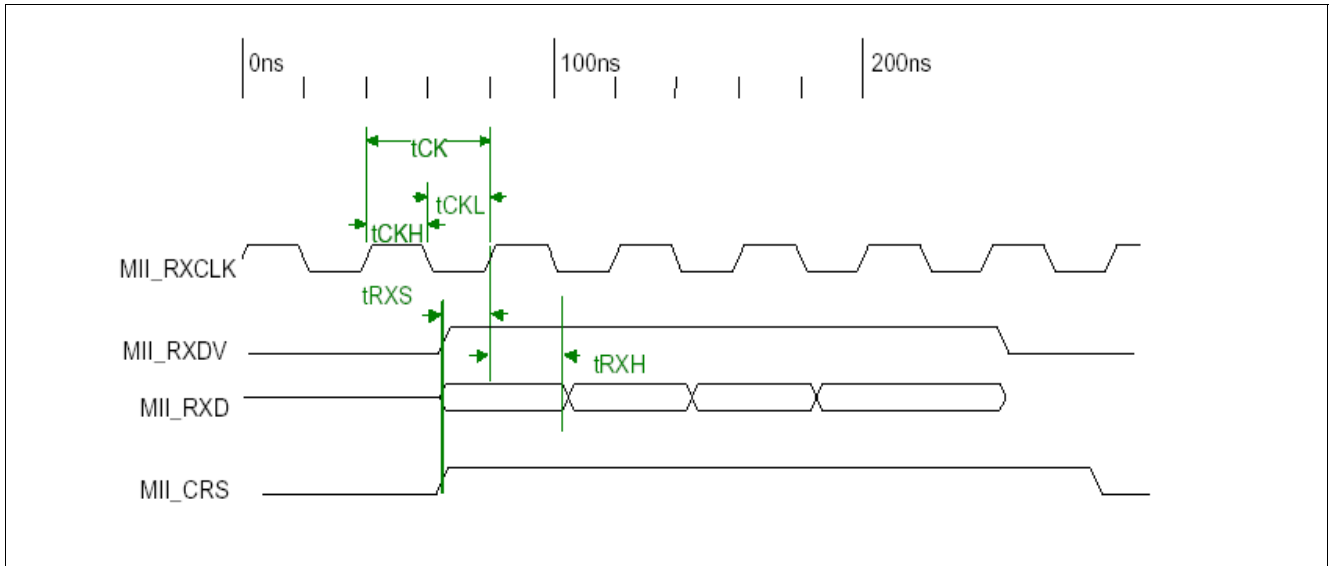 0ns 100ns 200ns
tCK
tCKL
tCKH
MII_RXCLK
tRXS
MII_RXDV
tRXH
MII_RXD
MII_CRS